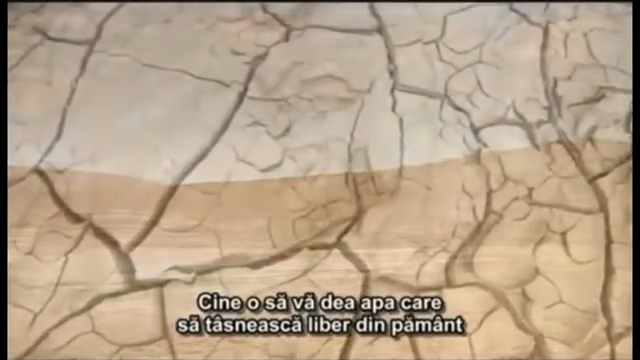 Cine o să vă dea apa care
să tâsnească liber din pământ